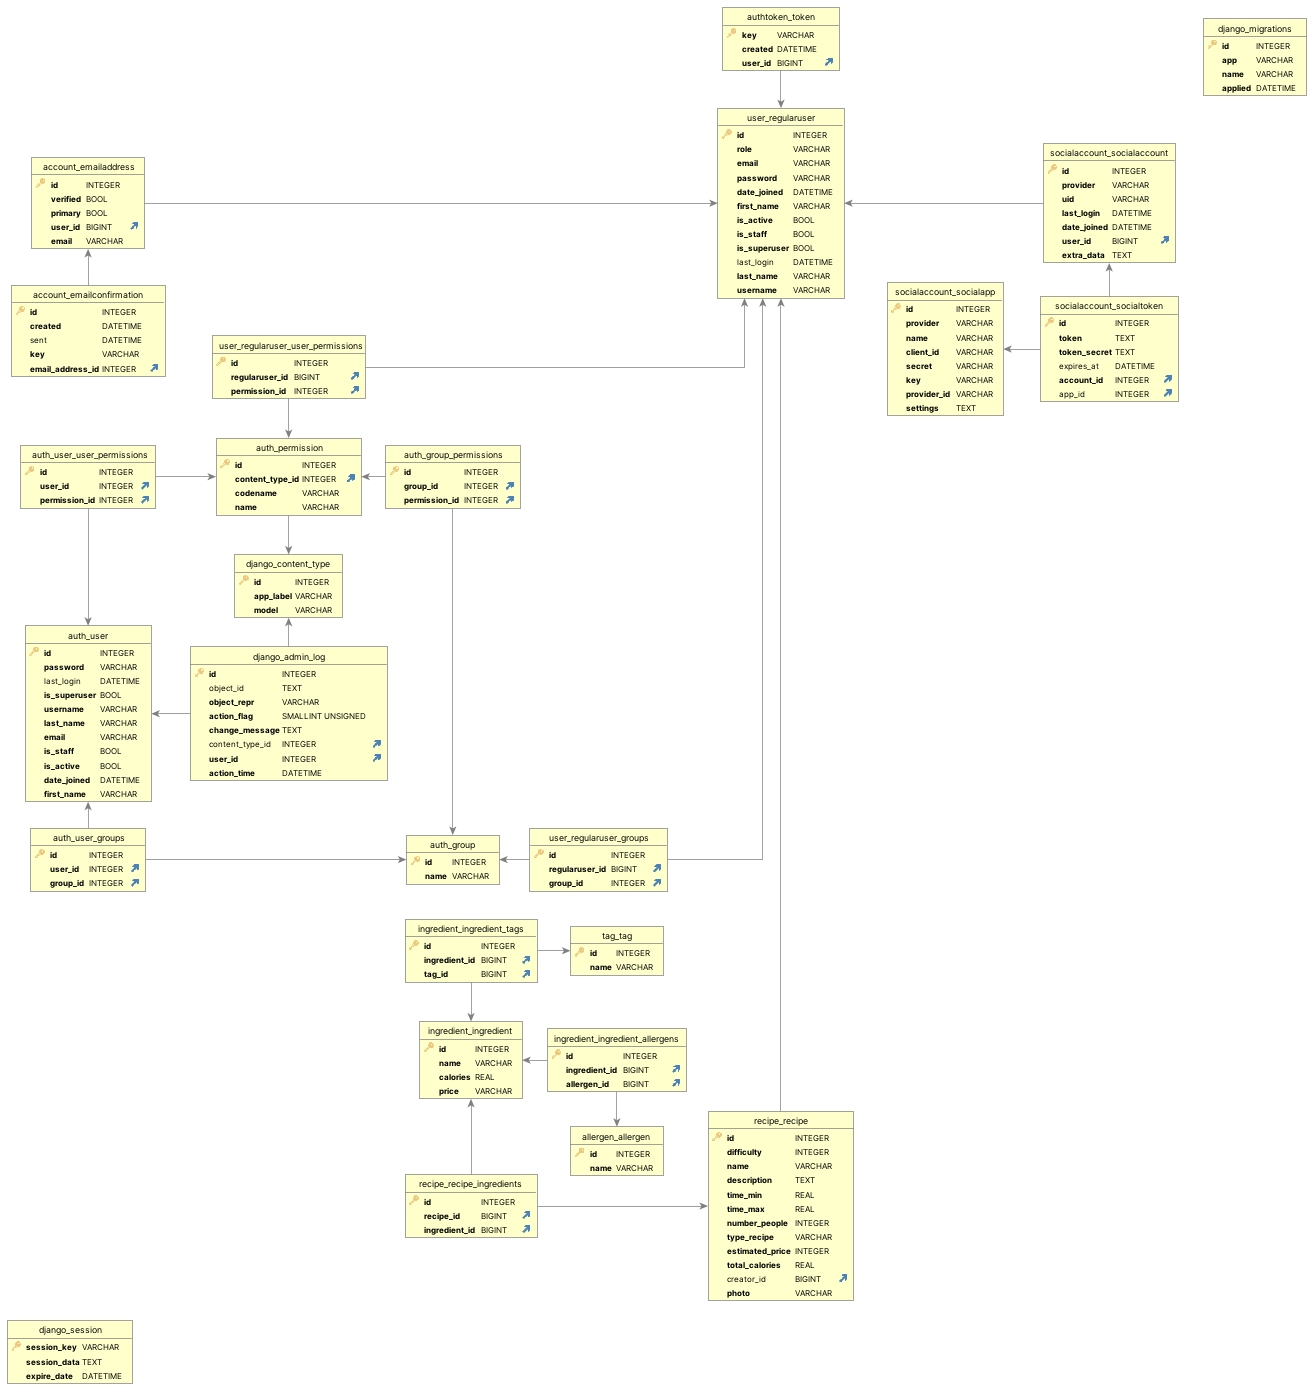 authtoken_token
key VARCHAR
created DATETIME
user_id BIGINT
django_migrations
id INTEGER
app VARCHAR
name VARCHAR
applied DATETIME
user_regularuser
id INTEGER
role VARCHAR
email VARCHAR
password VARCHAR
date_joined DATETIME
first_name VARCHAR
is_active BOOL
is_staff BOOL
is_superuser BOOL
last_login DATETIME
last_name VARCHAR
username VARCHAR
account_emailaddress
id INTEGER
verified BOOL
primary BOOL
user_id BIGINT
email VARCHAR
socialaccount_socialaccount
id INTEGER
provider VARCHAR
uid VARCHAR
last_login DATETIME
date_joined DATETIME
user_id BIGINT
extra_data TEXT
account_emailconfirmation
id INTEGER
created DATETIME
sent DATETIME
key VARCHAR
email_address_id INTEGER
socialaccount_socialapp
id INTEGER
provider VARCHAR
name VARCHAR
client_id VARCHAR
secret VARCHAR
key VARCHAR
provider_id VARCHAR
settings TEXT
socialaccount_socialtoken
id INTEGER
token TEXT
token_secret TEXT
expires_at DATETIME
account_id INTEGER
app_id INTEGER
user_regularuser_user_permissions
id INTEGER
regularuser_id BIGINT
permission_id INTEGER
auth_user_user_permissions
id INTEGER
user_id INTEGER
permission_id INTEGER
auth_permission
id INTEGER
content_type_id INTEGER
codename VARCHAR
name VARCHAR
auth_group_permissions
id INTEGER
group_id INTEGER
permission_id INTEGER
django_content_type
id INTEGER
app_label VARCHAR
model VARCHAR
auth_user
id INTEGER
password VARCHAR
last_login DATETIME
is_superuser BOOL
username VARCHAR
last_name VARCHAR
email VARCHAR
is_staff BOOL
is_active BOOL
date_joined DATETIME
first_name VARCHAR
django_admin_log
id INTEGER
object_id TEXT
object_repr VARCHAR
action_flag SMALLINT UNSIGNED
change_message TEXT
content_type_id INTEGER
user_id INTEGER
action_time DATETIME
auth_user_groups
id INTEGER
user_id INTEGER
group_id INTEGER
auth_group
id INTEGER
name VARCHAR
user_regularuser_groups
id INTEGER
regularuser_id BIGINT
group_id INTEGER
ingredient_ingredient_tags
id INTEGER
ingredient_id BIGINT
tag_id BIGINT
tag_tag
id INTEGER
name VARCHAR
ingredient_ingredient
id INTEGER
name VARCHAR
calories REAL
price VARCHAR
ingredient_ingredient_allergens
id INTEGER
ingredient_id BIGINT
allergen_id BIGINT
allergen_allergen
id INTEGER
name VARCHAR
recipe_recipe
id INTEGER
difficulty INTEGER
name VARCHAR
description TEXT
time_min REAL
time_max REAL
number_people INTEGER
type_recipe VARCHAR
estimated_price INTEGER
total_calories REAL
creator_id BIGINT
photo VARCHAR
recipe_recipe_ingredients
id INTEGER
recipe_id BIGINT
ingredient_id BIGINT
django_session
session_key VARCHAR
session_data TEXT
expire_date DATETIME